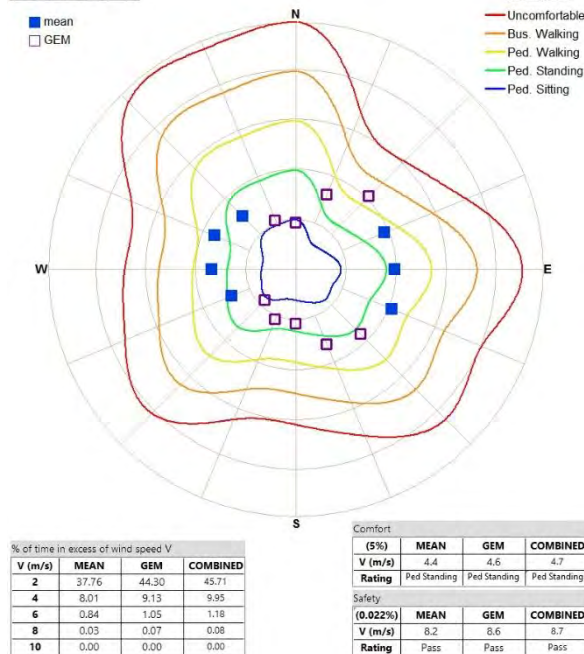 N
mean
GEM
Uncomfortable
Bus. Walking
Ped. Walking
Ped. Standing
Ped. Sitting
W
E
S
% of time in excess of wind speed V
V (m/s) MEAN GEM COMBINED
2 37.76 44.30 45.71
4 8.01 9.13 9.95
6 0.84 1.05 1.18
8 0.03 0.07 0.08
10 0.00 0.00 0.00
Comfort
(5%) MEAN GEM COMBINED
V (m/s) 4.4 4.6 4.7
Rating Ped Standing Ped Standing Ped Standing
Safety
(0.022%) MEAN GEM COMBINED
V (m/s) 8.2 8.6 8.7
Rating Pass Pass Pass